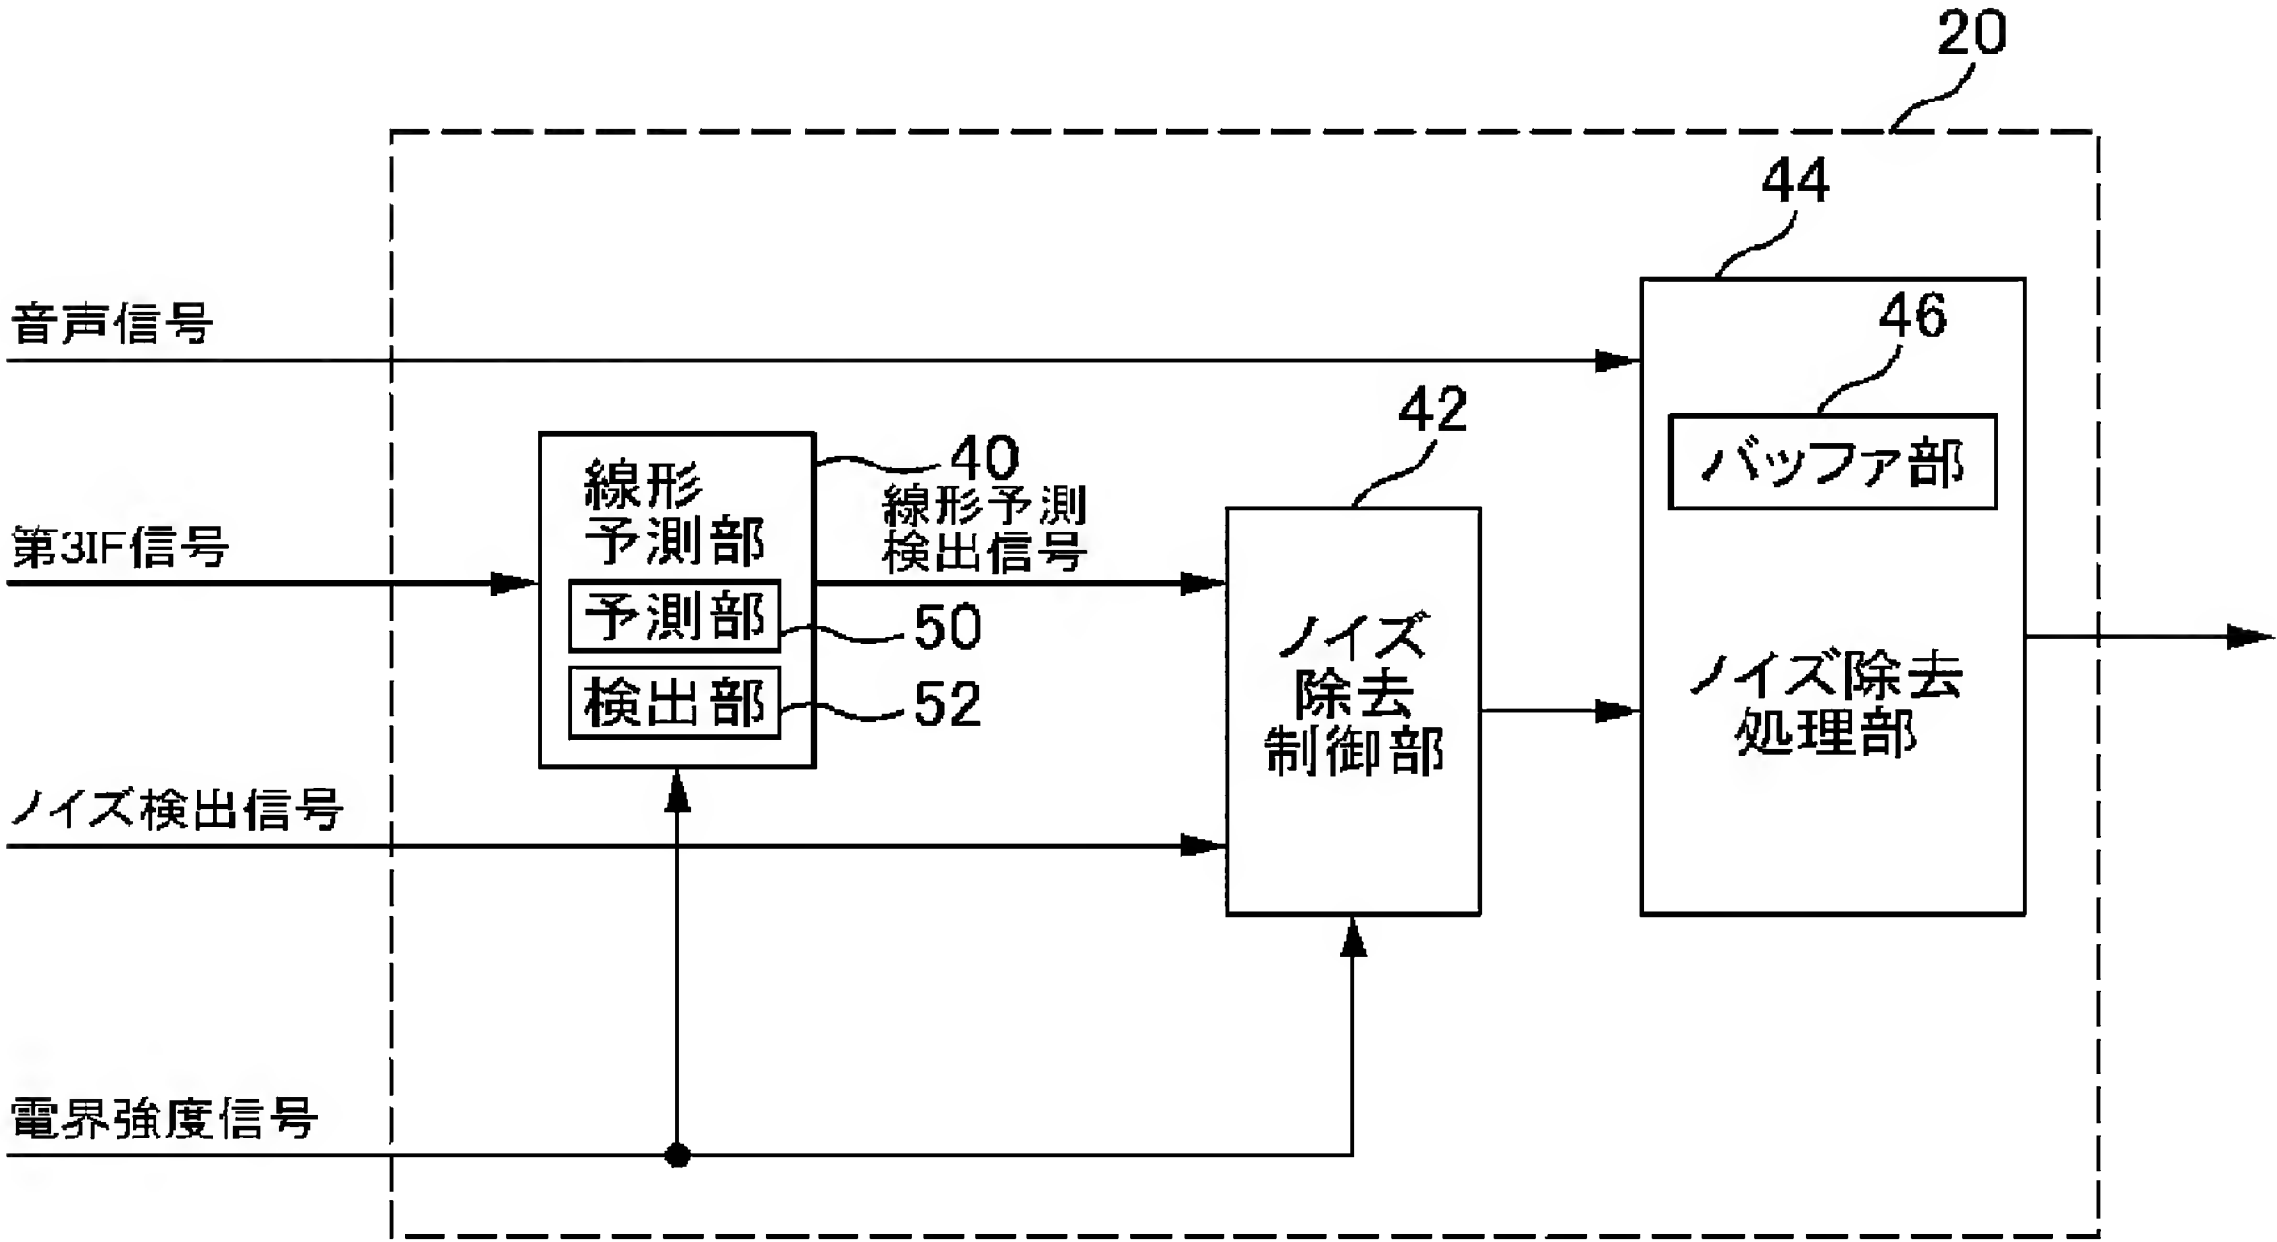 20
44
音声信号
46
バッファ部
42
40
線形
予測部
線形予測
検出信号
第3IF信号
予測部
50
検出部
52
ノイズ
除去
制御部
ノイズ除去
処理部
ノイズ検出信号
電界強度信号